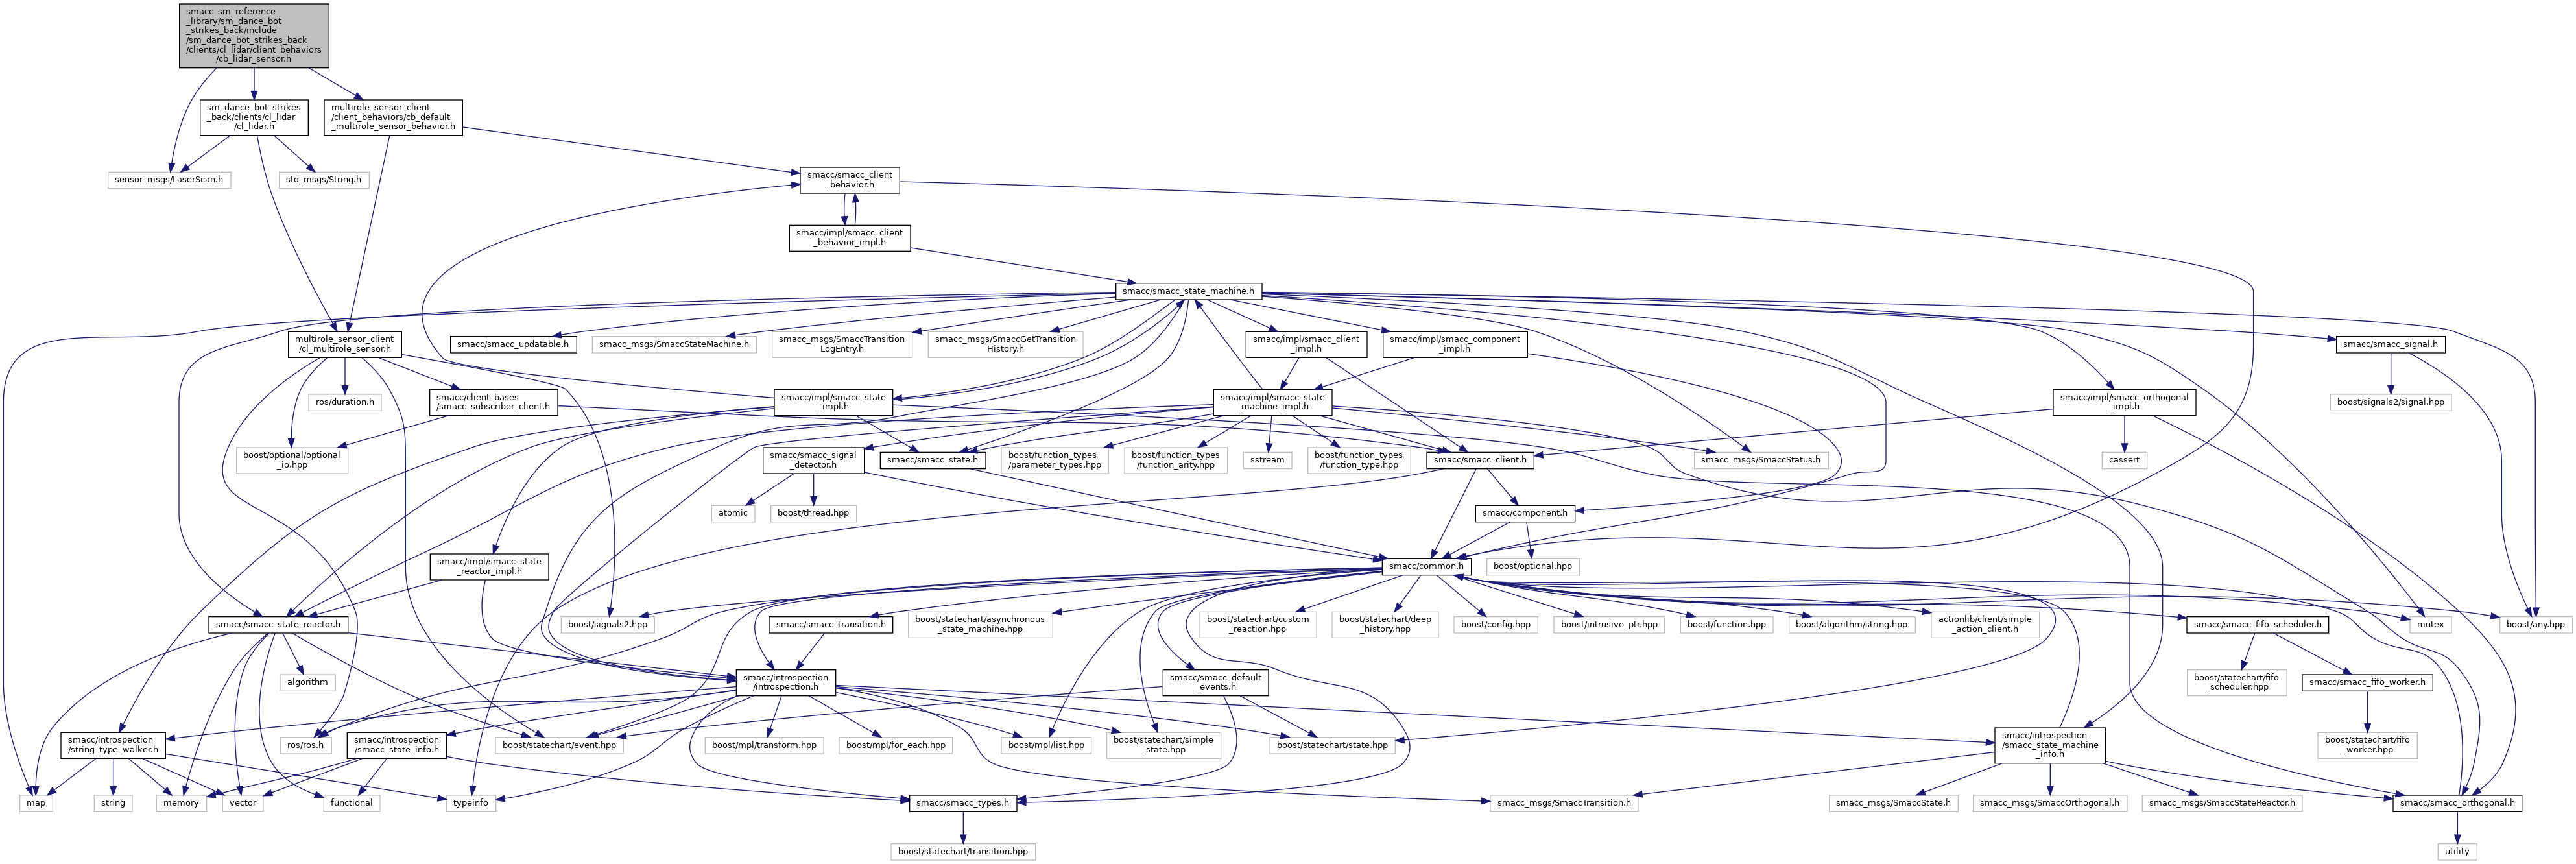 smacc_sm_reference
_library/sm_dance_bot
_strikes_back/include
/sm_dance_bot_strikes_back
/clients/cl_lidar/client_behaviors
/cb_lidar_sensor.h
sm_dance_bot_strikes
_back/clients/cl_lidar
/cl_lidar.h
multirole_sensor_client
/client_behaviors/cb_default
_multirole_sensor_behavior.h
sensor_msgs/LaserScan.h
std_msgs/String.h
smacc/smacc_client
_behavior.h
smacc/impl/smacc_client
_behavior_impl.h
smacc/smacc_state_machine.h
multirole_sensor_client
/cl_multirole_sensor.h
smacc/smacc_updatable.h
smacc_msgs/SmaccStateMachine.h
smacc_msgs/SmaccTransition
LogEntry.h
smacc_msgs/SmaccGetTransition
History.h
smacc/impl/smacc_client
_impl.h
smacc/impl/smacc_component
_impl.h
smacc/smacc_signal.h
ros/duration.h
smacc/client_bases
/smacc_subscriber_client.h
smacc/impl/smacc_state
_impl.h
smacc/impl/smacc_state
_machine_impl.h
smacc/impl/smacc_orthogonal
_impl.h
boost/signals2/signal.hpp
boost/optional/optional
_io.hpp
smacc/smacc_signal
_detector.h
smacc/smacc_state.h
boost/function_types
/parameter_types.hpp
boost/function_types
/function_arity.hpp
sstream
boost/function_types
/function_type.hpp
smacc/smacc_client.h
smacc_msgs/SmaccStatus.h
cassert
atomic
boost/thread.hpp
smacc/component.h
smacc/impl/smacc_state
_reactor_impl.h
smacc/common.h
boost/optional.hpp
smacc/smacc_state_reactor.h
boost/signals2.hpp
smacc/smacc_transition.h
boost/statechart/asynchronous
_state_machine.hpp
boost/statechart/custom
_reaction.hpp
boost/statechart/deep
_history.hpp
boost/config.hpp
boost/intrusive_ptr.hpp
boost/function.hpp
boost/algorithm/string.hpp
actionlib/client/simple
_action_client.h
smacc/smacc_fifo_scheduler.h
mutex
boost/any.hpp
algorithm
smacc/introspection
/introspection.h
smacc/smacc_default
_events.h
boost/statechart/fifo
_scheduler.hpp
smacc/smacc_fifo_worker.h
smacc/introspection
/string_type_walker.h
ros/ros.h
smacc/introspection
/smacc_state_info.h
boost/statechart/event.hpp
boost/mpl/transform.hpp
boost/mpl/for_each.hpp
boost/mpl/list.hpp
boost/statechart/simple
_state.hpp
boost/statechart/state.hpp
smacc/introspection
/smacc_state_machine
_info.h
boost/statechart/fifo
_worker.hpp
map
string
memory
vector
functional
typeinfo
smacc/smacc_types.h
smacc_msgs/SmaccTransition.h
smacc_msgs/SmaccState.h
smacc_msgs/SmaccOrthogonal.h
smacc_msgs/SmaccStateReactor.h
smacc/smacc_orthogonal.h
boost/statechart/transition.hpp
utility